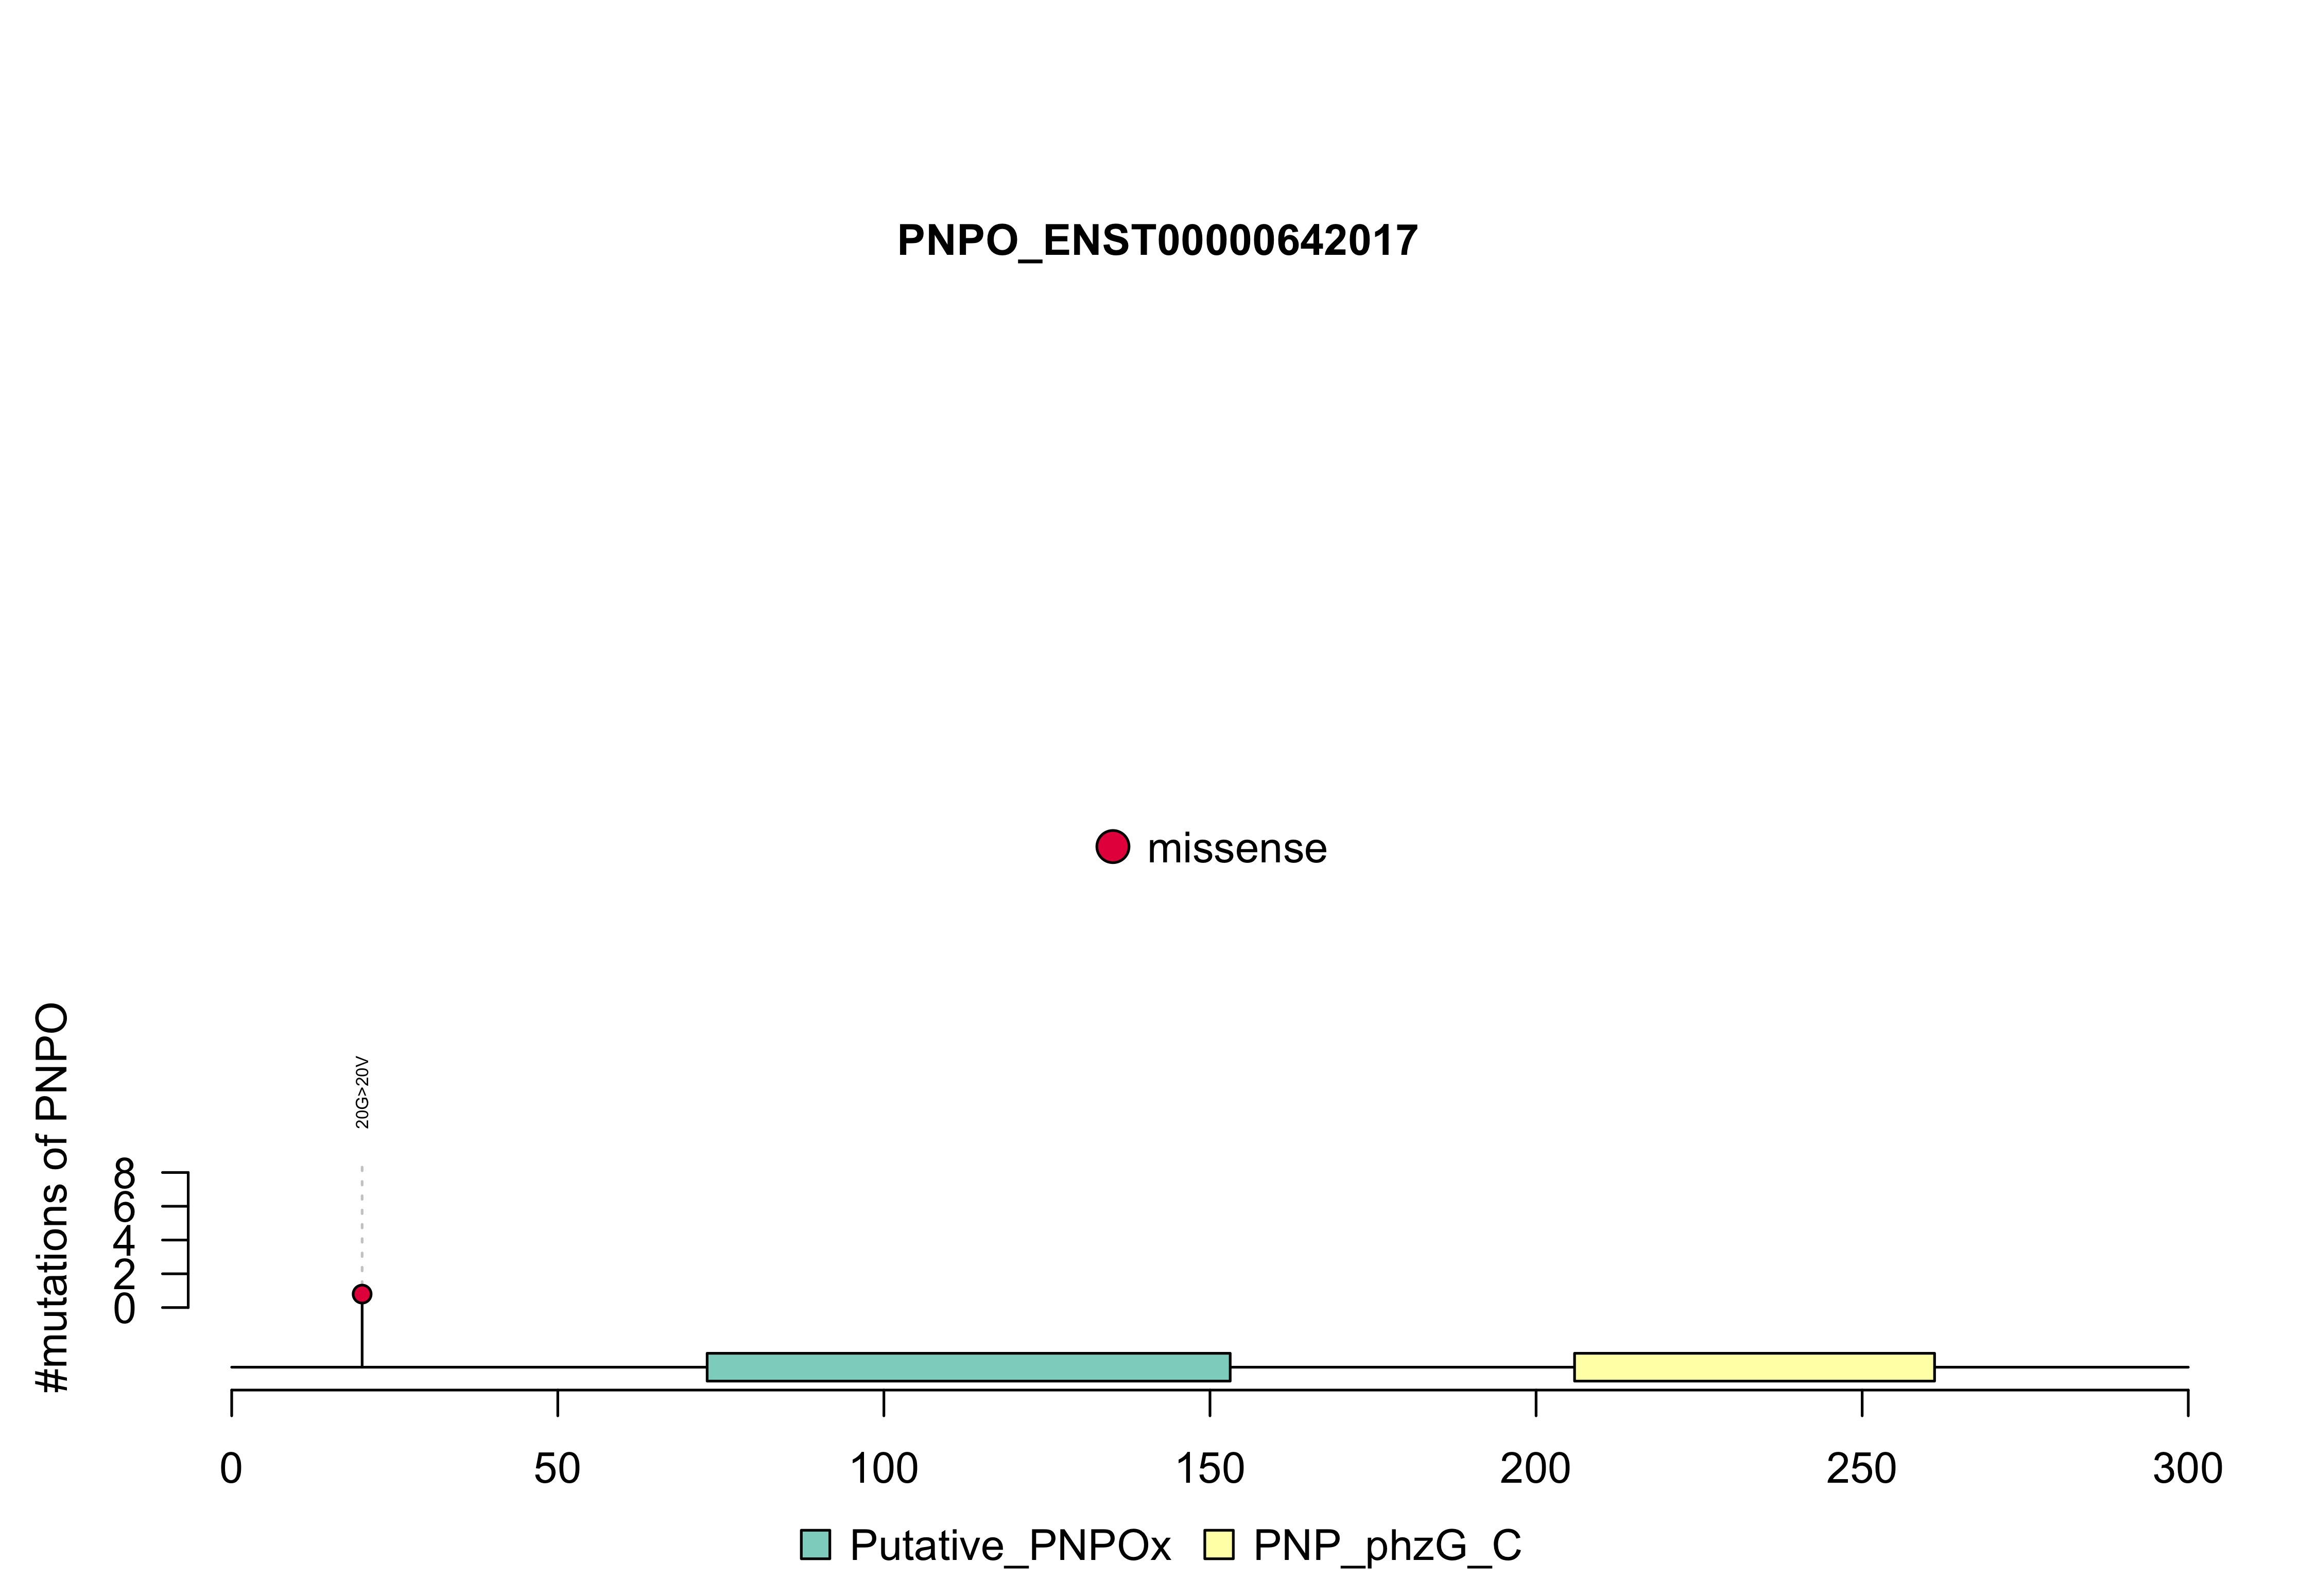 PNPO_ENST00000642017
missense
#mutations of PNPO
20G>20V
8
6
4
2
0
0 50 100 150 200 250 300
Putative_PNPOx PNP_phzG_C